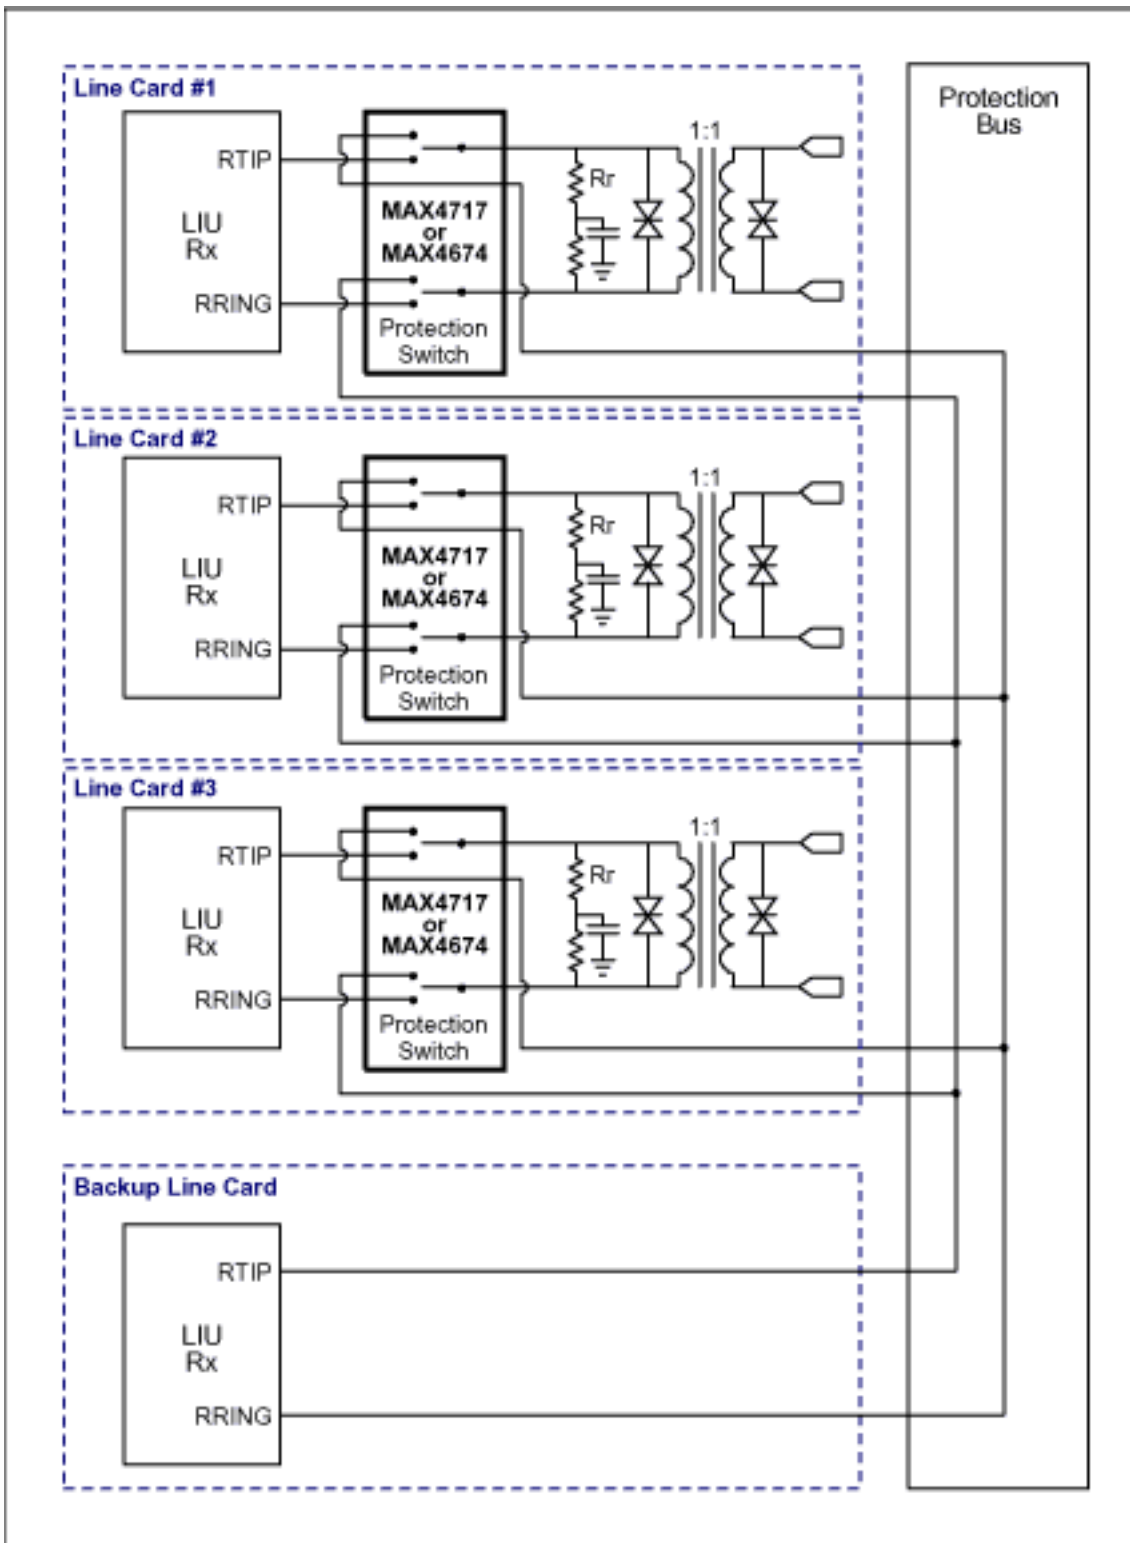 Line Card #1
Protection
Bus
1:1
RTIP
Rr
LIU
Rx
MAX4717
or
MAX4674
RRING
Protection
Switch
Line Card #2
1:1
RTIP
Rr
LIU
Rx
MAX4717
or
MAX4674
RRING
Protection
Switch
Line Card #3
1:1
RTIP
Rr
LIU
Rx
MAX4717
or
MAX4674
RRING
Protection
Switch
Backup Line Card
RTIP
LIU
Rx
RRING